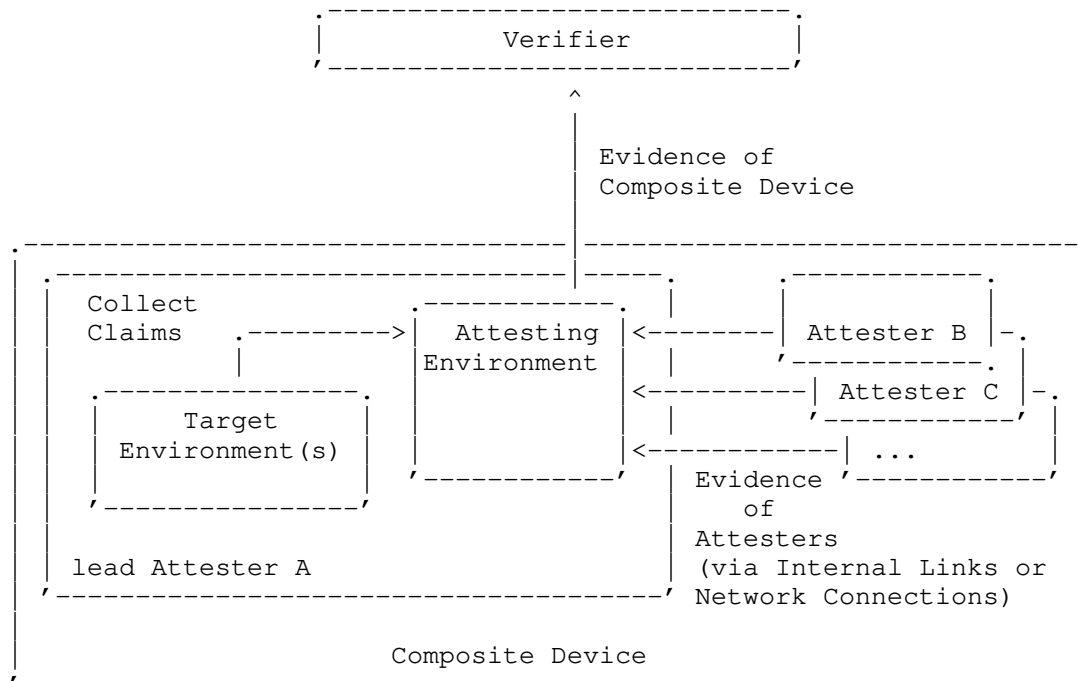 Verifier
Evidence of
Composite Device
Collect
Claims
Attesting
Environment
Attester B
Attester C
...
Target
Environment(s)
Evidence
of
Attesters
(via Internal Links or
Network Connections)
lead Attester A
Composite Device